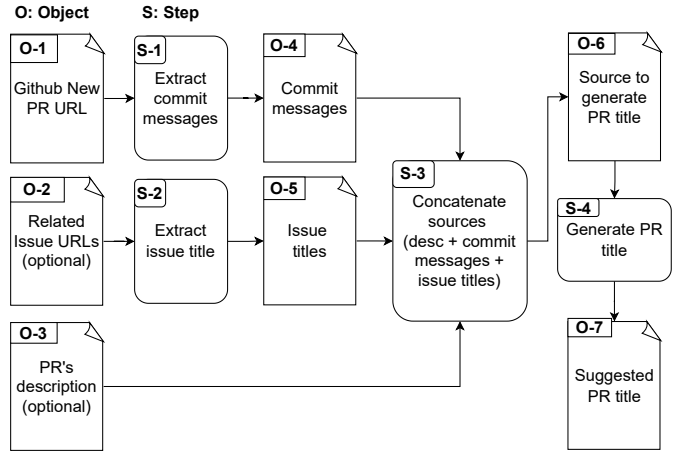 O: Object
S: Step
O-1
Github New
PR URL
S-1
Extract
commit
messages
O-4
Commit
messages
O-2
Related
Issue URLs
(optional)
S-2
Extract
issue title
O-5
Issue
titles
O-3
PR's
description
(optional)
S-3
Concatenate
sources
(desc + commit
messages +
issue titles)
O-6
Source to
generate
PR title
S-4
Generate PR
title
O-7
Suggested
PR title